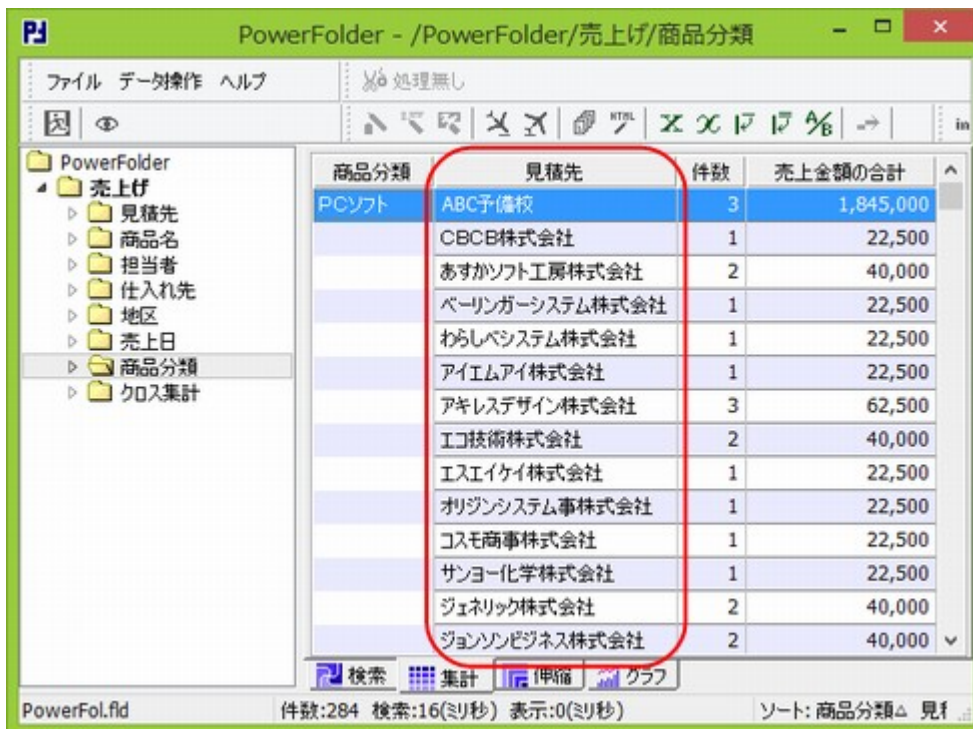 PowerFolder - /PowerFolder/売上げ/商品分類
ファイル データ操作 ヘルプ 処理無し
HTML A/B in
PowerFolder
売上げ
見積先
商品名
担当者
仕入れ先
地区
売上日
商品分類
クロス集計
商品分類 見積先 件数 売上金額の合計
PCソフト ABC予備校 3 1,845,000
CBCB株式会社 1 22,500
あすかソフト工房株式会社 2 40,000
ベーリンガーシステム株式会社 1 22,500
わらしべシステム株式会社 1 22,500
アイエムアイ株式会社 1 22,500
アキレスデザイン株式会社 3 62,500
エコ技術株式会社 2 40,000
エスエイケイ株式会社 1 22,500
オリジンシステム事株式会社 1 22,500
コスモ商事株式会社 1 22,500
サンヨー化学株式会社 1 22,500
ジェネリック株式会社 2 40,000
ジョンソンビジネス株式会社 2 40,000
検索 集計 伸縮 グラフ
PowerFol.fld 件数:284 検索:16(ミリ秒) 表示:0(ミリ秒) ソート: 商品分類△ 見